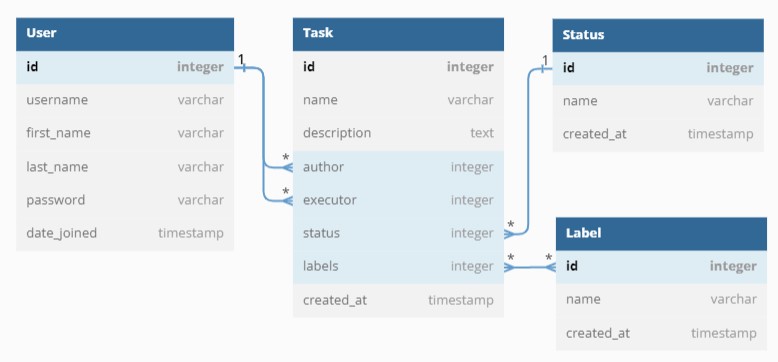 User
id integer
username varchar
first_name varchar
last_name varchar
password varchar
date_joined timestamp
1
*
*
Task
id integer
name varchar
description text
author integer
executor integer
status integer
labels integer
created_at timestamp
1
*
*
*
Status
id integer
name varchar
created_at timestamp
Label
id integer
name varchar
created_at timestamp